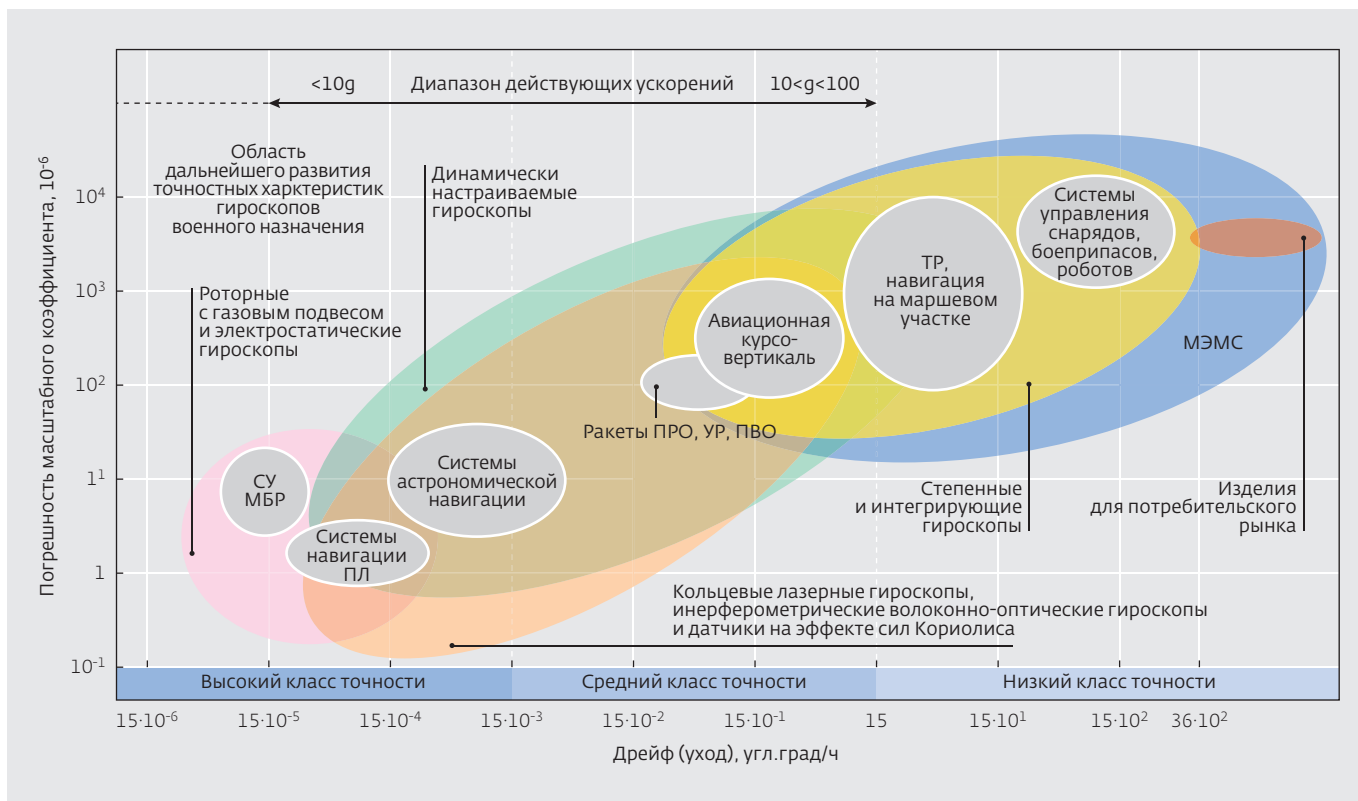 <10g Диапазон действующих ускорений 10<g<100
Область
дальнейшего развития
точностных харктеристик
гироскопов
военного назначения
Динамически
настраиваемые
гироскопы
Роторные
с газовым подвесом
и электростатические
гироскопы
Системы
управления
снарядов,
боеприпасов,
роботов
ТР,
навигация
на маршевом
участке
Авиационная
курсо-
вертикаль
МЭМС
Ракеты ПРО, УР, ПВО
СУ
МБР
Системы
астрономической
навигации
Системы
навигации
ПЛ
Степенные
и интегрирующие
гироскопы
Изделия
для потребительского
рынка
Кольцевые лазерные гироскопы,
инерферометрические волоконно-оптические гироскопы
и датчики на эффекте сил Кориолиса
Погрешность масштабного коэффициента, 10⁻⁶
10⁴
10³
10²
1¹
1
10⁻¹
Высокий класс точности Средний класс точности Низкий класс точности
15·10⁻⁶ 15·10⁻⁵ 15·10⁻⁴ 15·10⁻³ 15·10⁻² 15·10⁻¹ 15 15·10¹ 15·10² 36·10²
Дрейф (уход), угл.град/ч